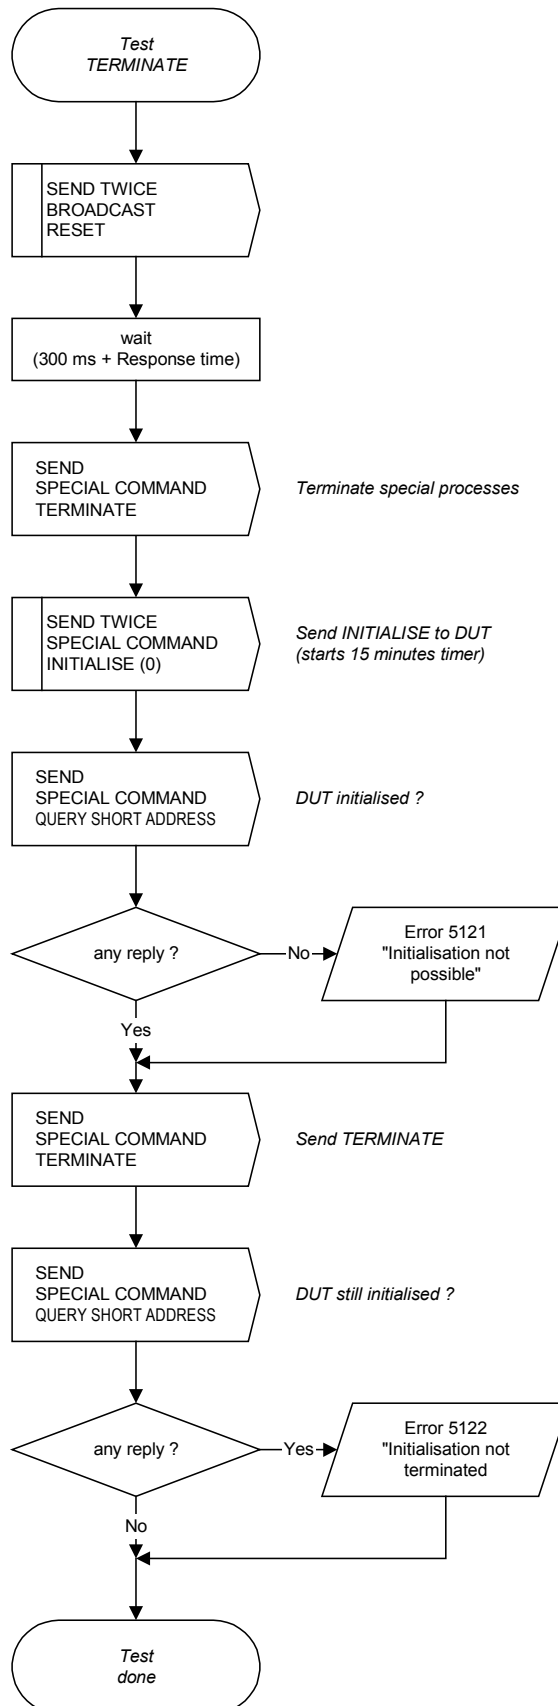 Test
TERMINATE
SEND TWICE
BROADCAST
RESET
wait
(300 ms + Response time)
SEND
SPECIAL COMMAND
TERMINATE
Terminate special processes
SEND TWICE
SPECIAL COMMAND
INITIALISE (0)
Send INITIALISE to DUT
(starts 15 minutes timer)
SEND
SPECIAL COMMAND
QUERY SHORT ADDRESS
DUT initialised ?
any reply ?
No
Error 5121
"Initialisation not
possible"
Yes
SEND
SPECIAL COMMAND
TERMINATE
Send TERMINATE
SEND
SPECIAL COMMAND
QUERY SHORT ADDRESS
DUT still initialised ?
any reply ?
Yes
Error 5122
"Initialisation not
terminated
No
Test
done